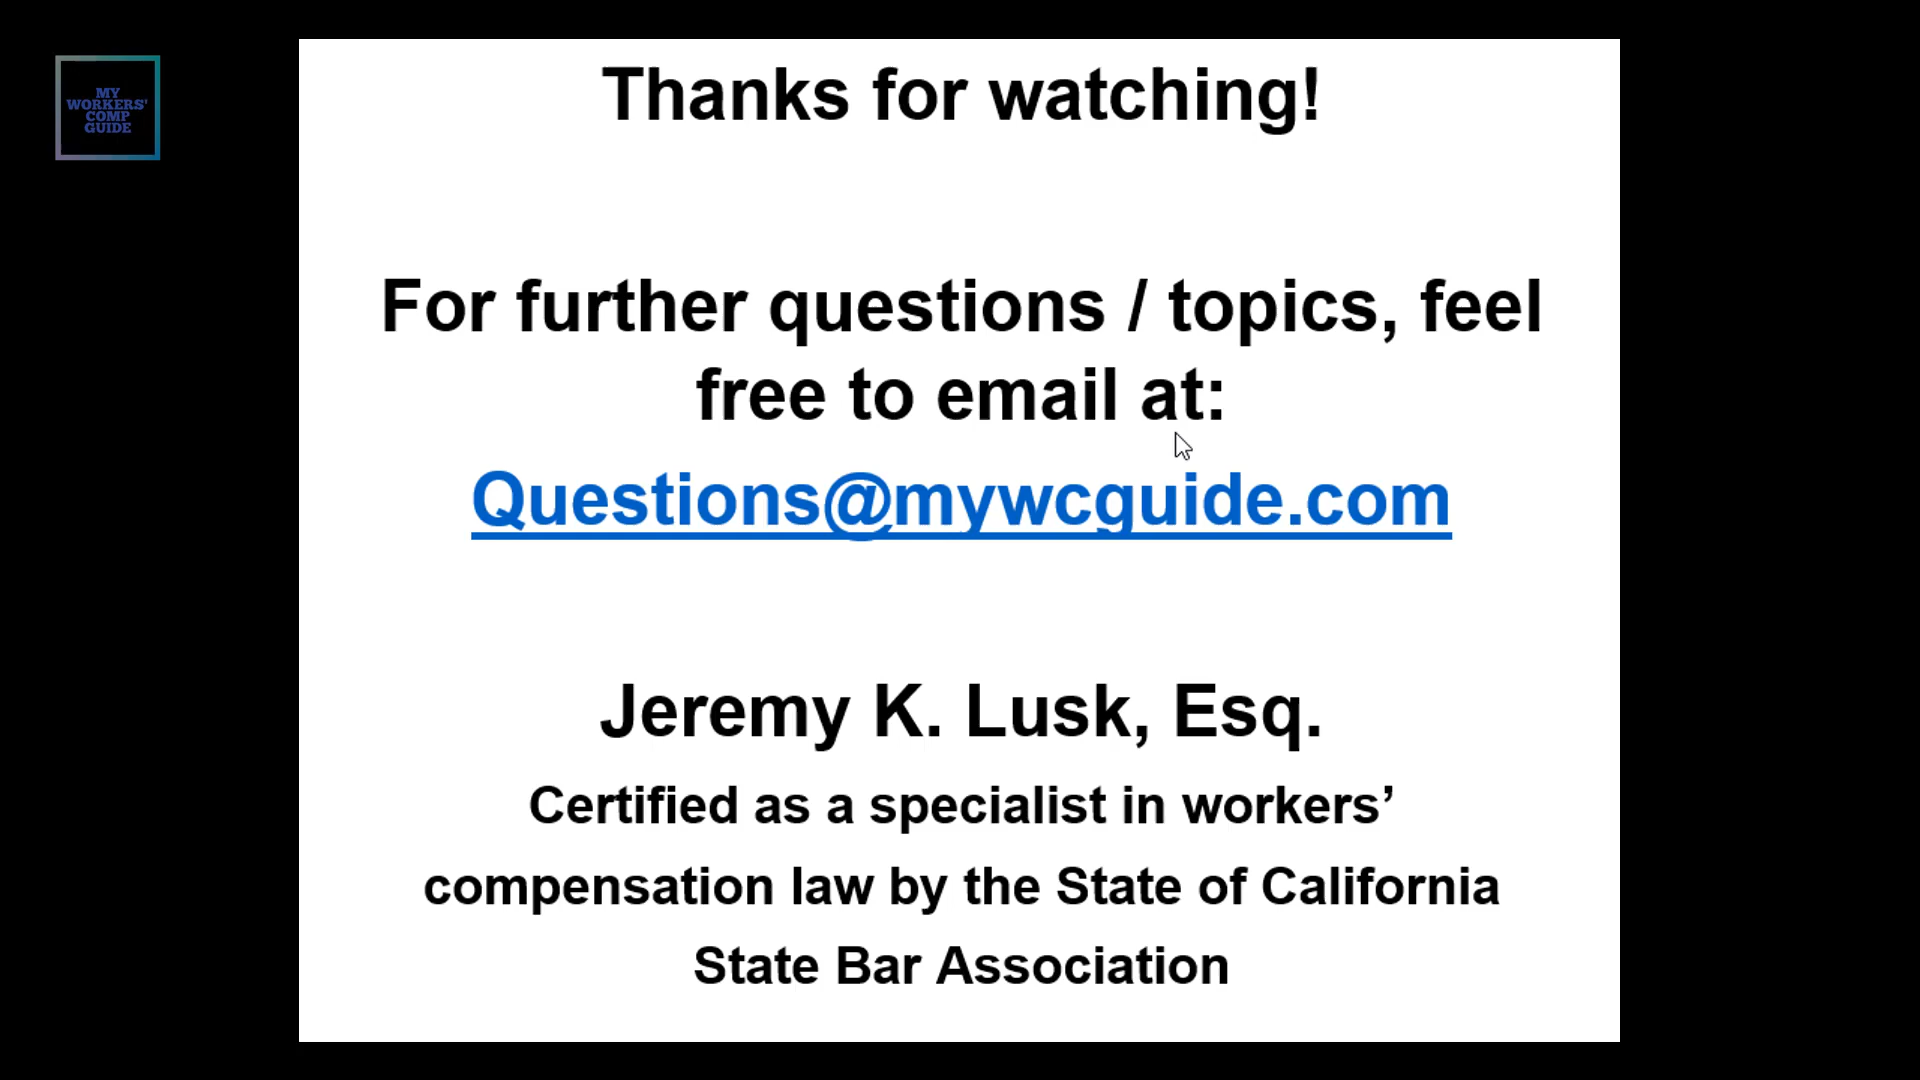 MY
WORKERS'
COMP
GUIDE
Thanks for watching!
For further questions / topics, feel
free to email at:
Questions@mywcguide.com
Jeremy K. Lusk, Esq.
Certified as a specialist in workers’
compensation law by the State of California
State Bar Association